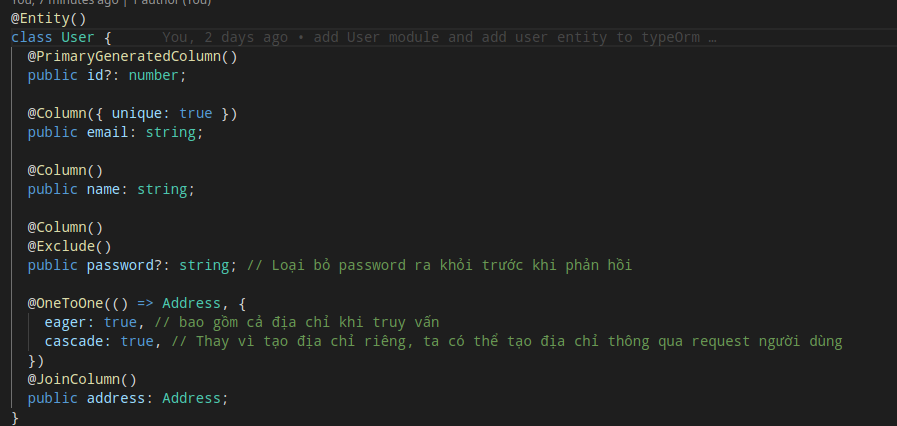 You, 7 minutes ago | 1 author (You)
@Entity()
class User {      You, 2 days ago • add User module and add user entity to typeOrm …
  @PrimaryGeneratedColumn()
  public id?: number;

  @Column({ unique: true })
  public email: string;

  @Column()
  public name: string;

  @Column()
  @Exclude()
  public password?: string; // Loại bỏ password ra khỏi trước khi phản hồi

  @OneToOne(() => Address, {
    eager: true, // bao gồm cả địa chỉ khi truy vấn
    cascade: true, // Thay vì tạo địa chỉ riêng, ta có thể tạo địa chỉ thông qua request người dùng
  })
  @JoinColumn()
  public address: Address;
}